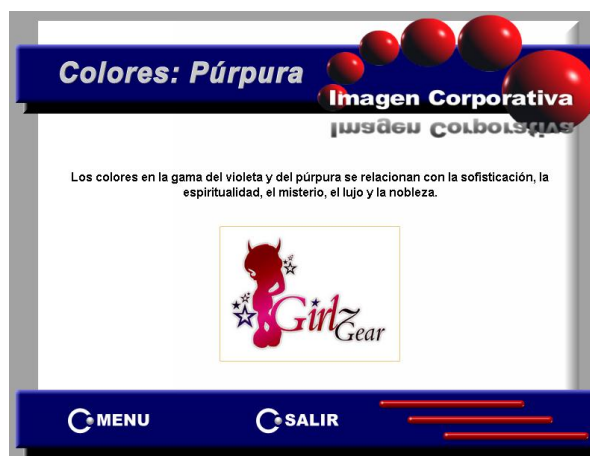 Colores: Púrpura
Imagen Corporativa
Imagen Corporativa
Los colores en la gama del violeta y del púrpura se relacionan con la sofisticación, la
espiritualidad, el misterio, el lujo y la nobleza.
Girlz
Gear
MENU
SALIR